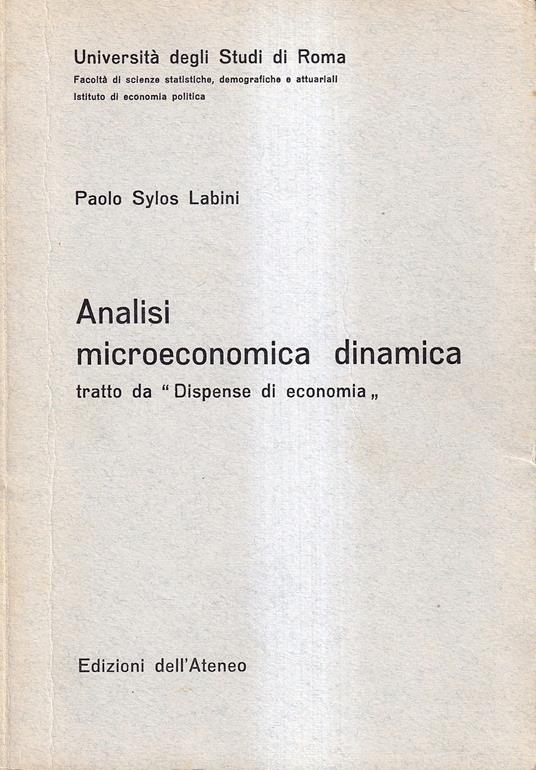 Università degli Studi di Roma
Facoltà di scienze statistiche, demografiche e attuariali
Istituto di economia politica
Paolo Sylos Labini
Analisi
microeconomica dinamica
tratto da “ Dispense di economia „
Edizioni dell'Ateneo